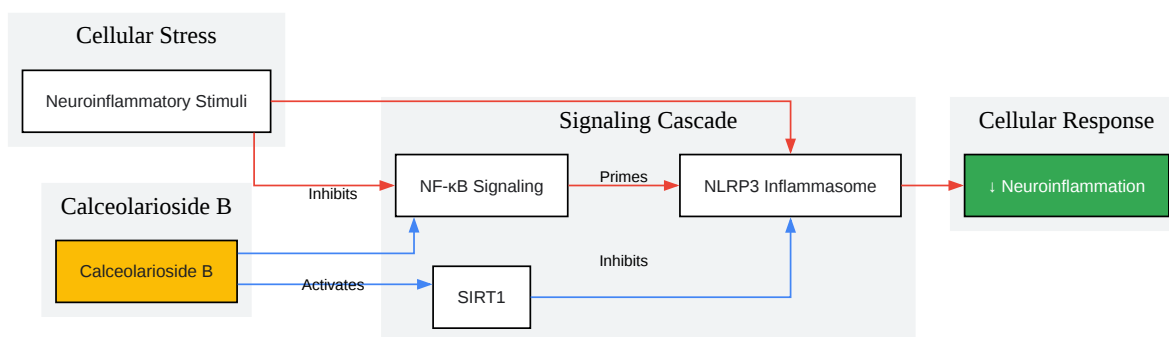 Cellular Stress
Neuroinflammatory Stimuli
Signaling Cascade
Cellular Response
NF-κB Signaling
Primes
NLRP3 Inflammasome
↓ Neuroinflammation
Inhibits
Calceolarioside B
Calceolarioside B
Activates
SIRT1
Inhibits